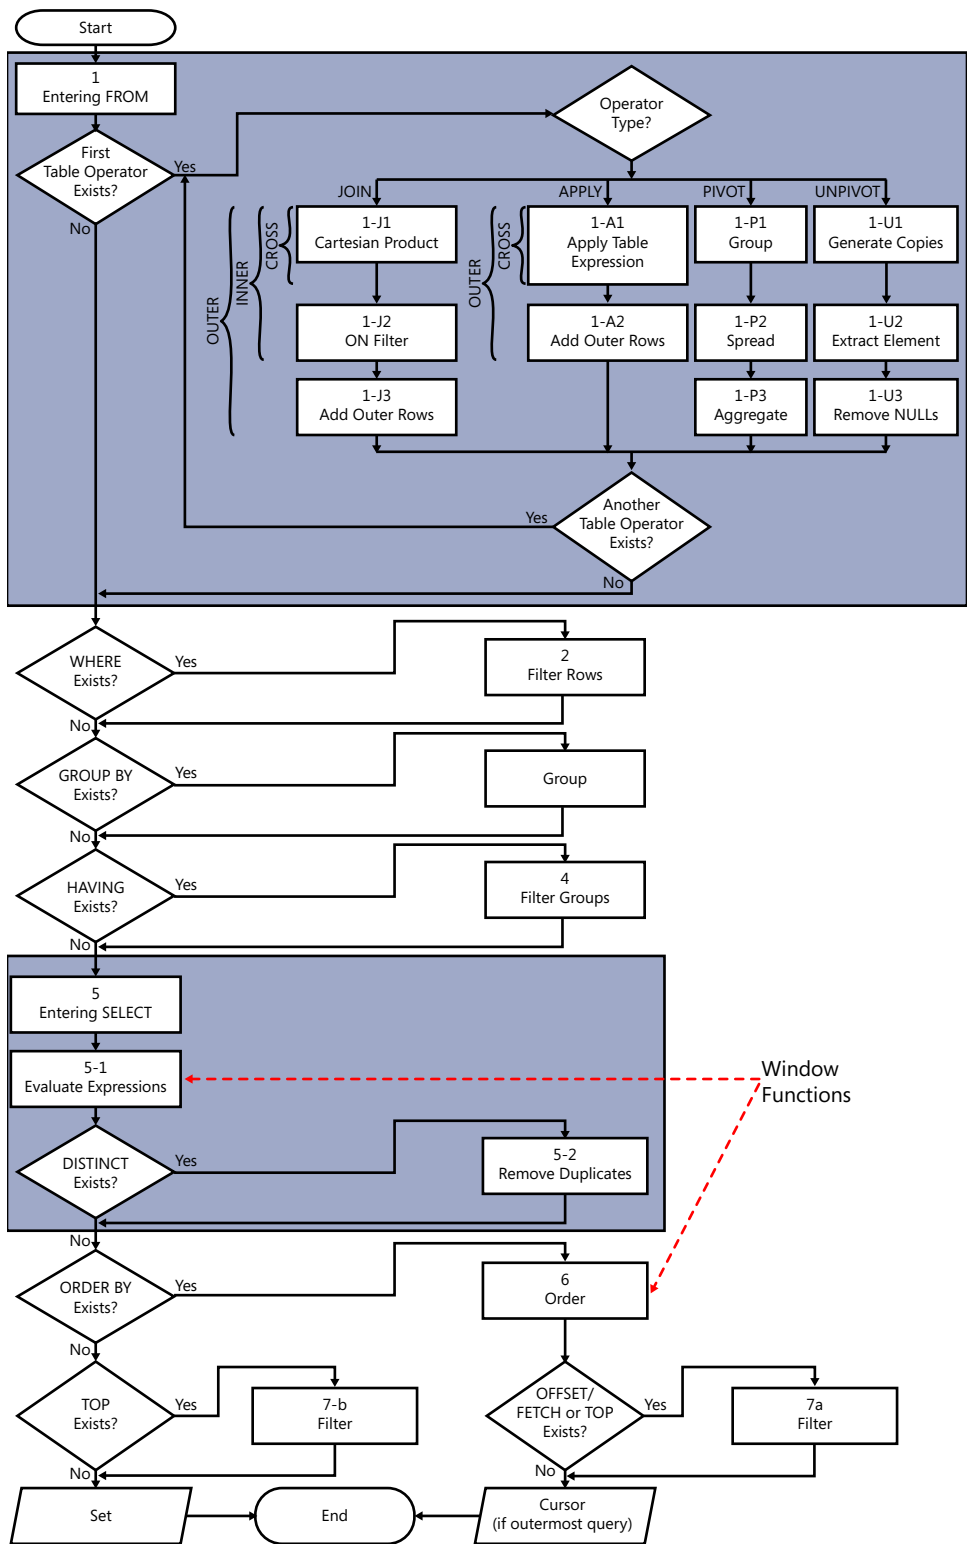 Start
1
Entering FROM
Operator
Type?
First
Table Operator
Exists?
Yes
No
JOIN
APPLY
PIVOT
UNPIVOT
OUTER
INNER
CROSS
1-J1
Cartesian Product
1-J2
ON Filter
1-J3
Add Outer Rows
OUTER
CROSS
1-A1
Apply Table
Expression
1-A2
Add Outer Rows
1-P1
Group
1-P2
Spread
1-P3
Aggregate
1-U1
Generate Copies
1-U2
Extract Element
1-U3
Remove NULLs
Another
Table Operator
Exists?
Yes
No
WHERE
Exists?
Yes
No
2
Filter Rows
GROUP BY
Exists?
Yes
No
Group
HAVING
Exists?
Yes
No
4
Filter Groups
5
Entering SELECT
5-1
Evaluate Expressions
Window
Functions
DISTINCT
Exists?
Yes
No
5-2
Remove Duplicates
ORDER BY
Exists?
Yes
No
6
Order
TOP
Exists?
Yes
No
7-b
Filter
OFFSET/
FETCH or TOP
Exists?
Yes
No
7a
Filter
Set
End
Cursor
(if outermost query)